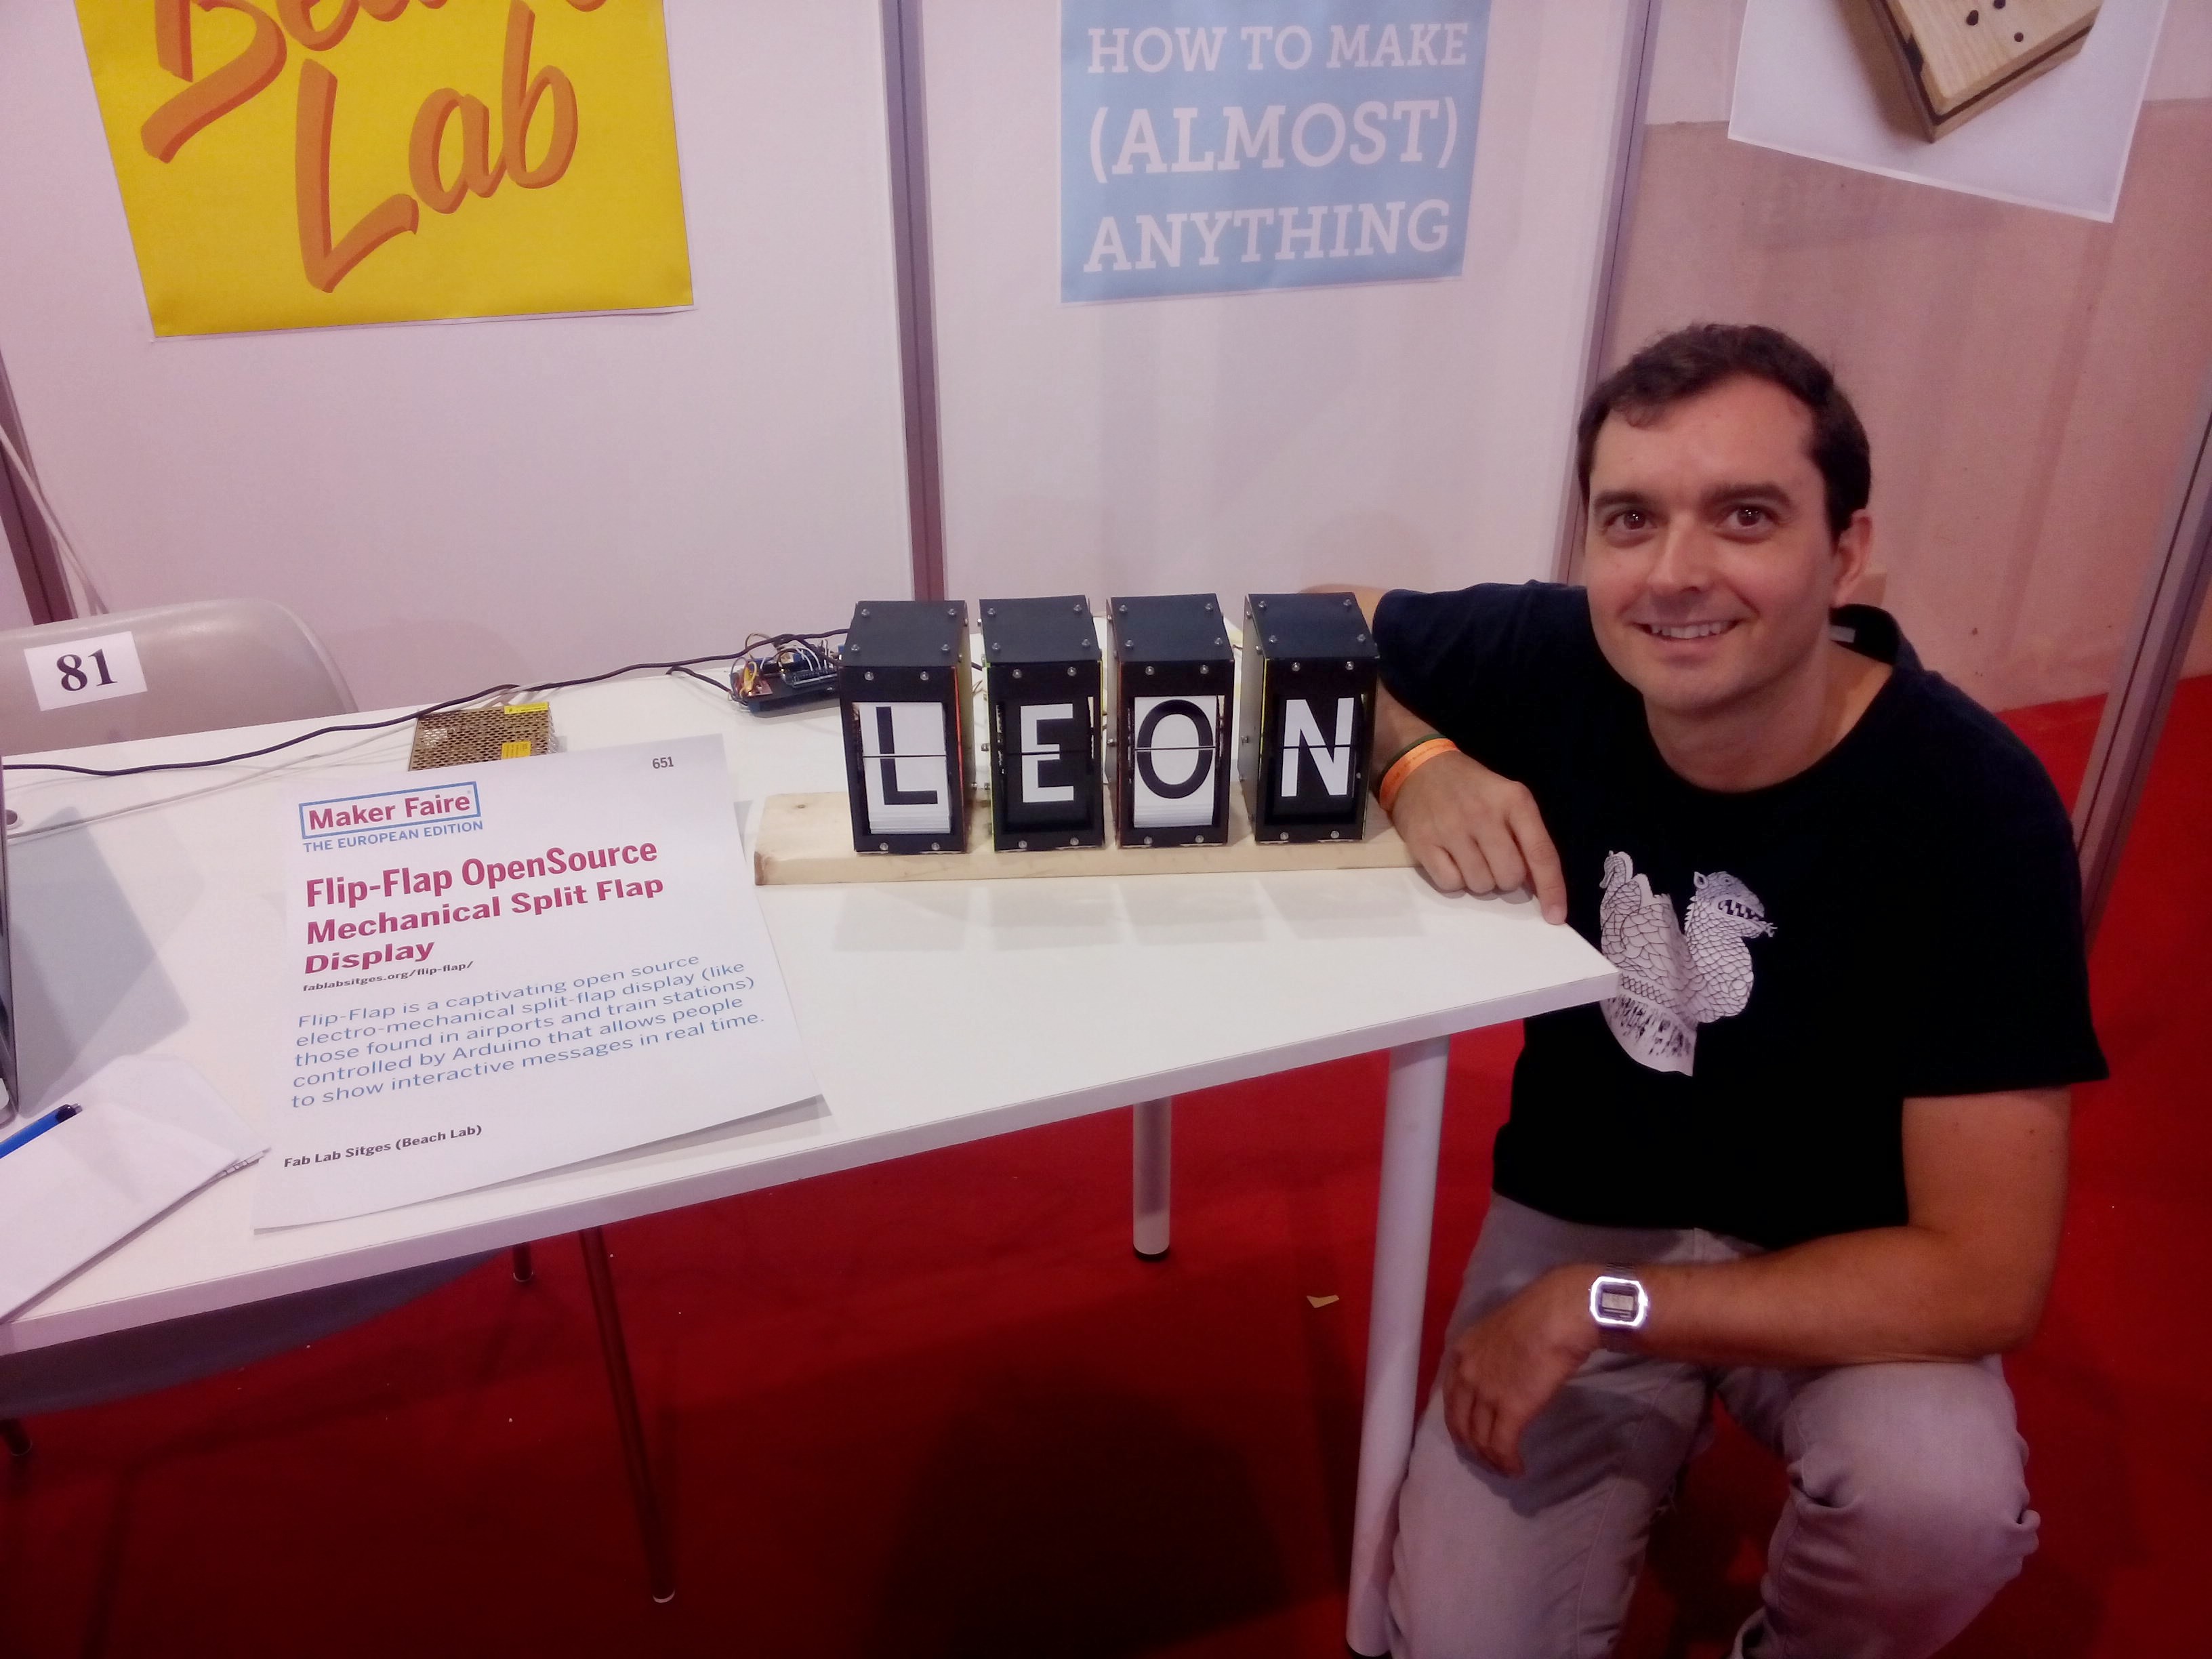 Lab
HOW TO MAKE
(ALMOST)
ANYTHING
81
LEON
651
Maker Faire
THE EUROPEAN EDITION
Flip-Flap OpenSource
Mechanical Split Flap
Display
fablabsitges.org/flip-flap/
Flip-Flap is a captivating open source
electro-mechanical split-flap display (like
those found in airports and train stations)
controlled by Arduino that allows people
to show interactive messages in real time.
Fab Lab Sitges (Beach Lab)